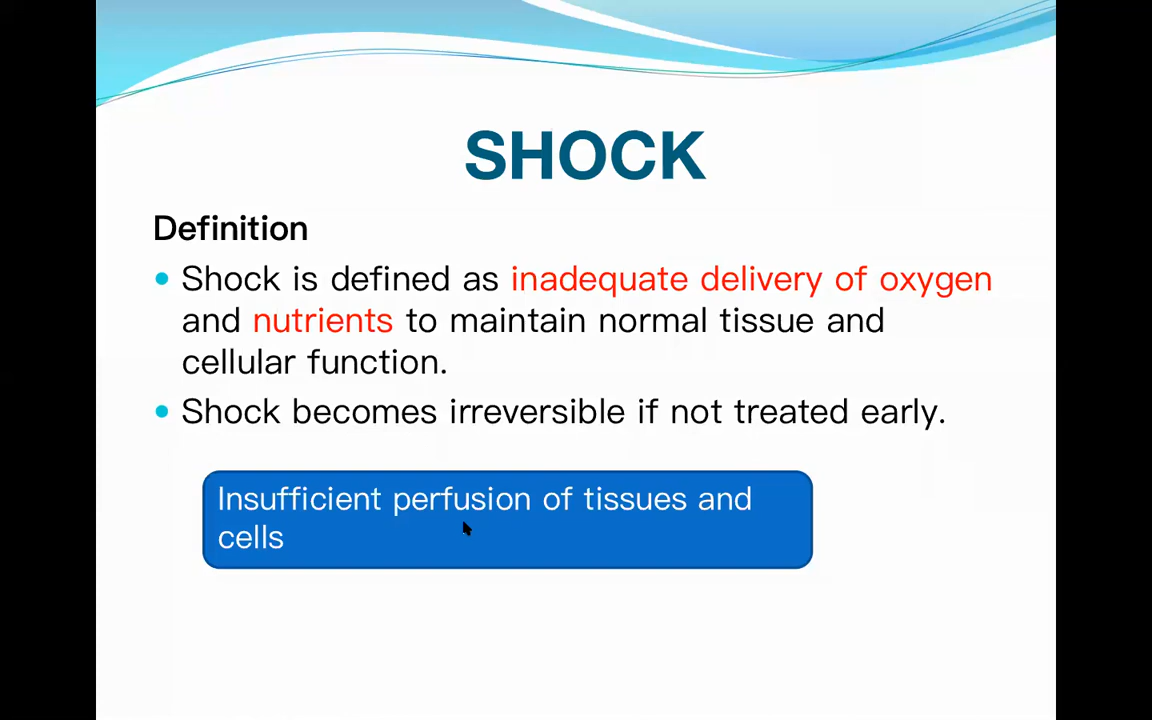 SHOCK
Definition
• Shock is defined as inadequate delivery of oxygen
and nutrients to maintain normal tissue and
cellular function.
• Shock becomes irreversible if not treated early.
Insufficient perfusion of tissues and
cells